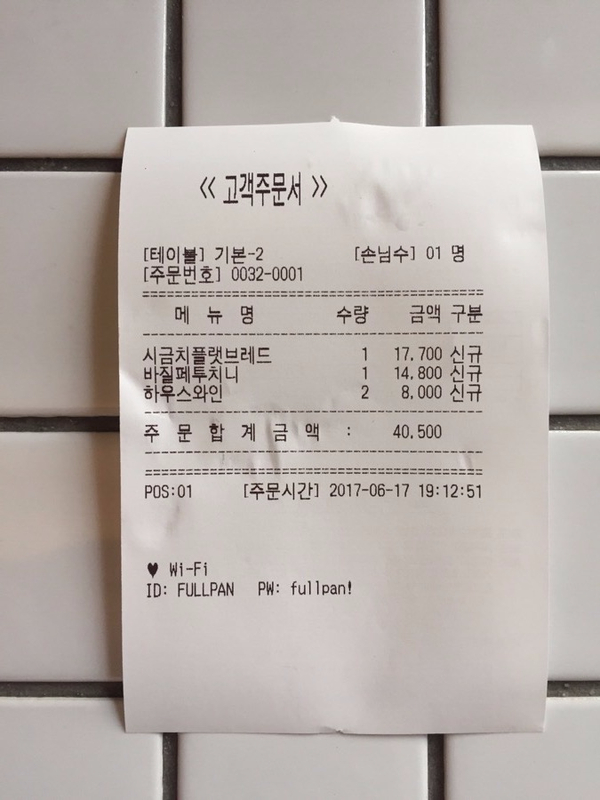 << 고객주문서 >>
[테이블] 기본-2 [손님수] 01 명
[주문번호] 0032-0001
메 뉴 명 수량 금액 구분
시금치플랫브레드 1 17,700 신규
바질페투치니 1 14,800 신규
하우스와인 2 8,000 신규
주 문 합 계 금 액 : 40,500
POS:01 [주문시간] 2017-06-17 19:12:51
♥ Wi-Fi
ID: FULLPAN PW: fullpan!